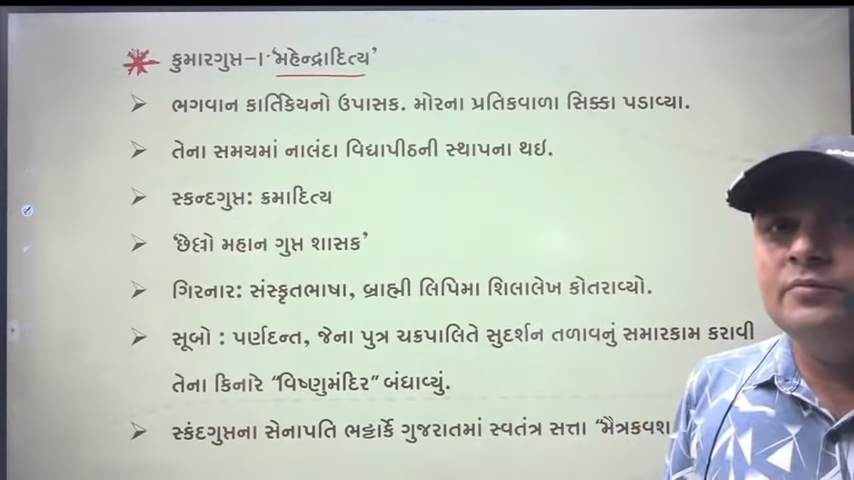 કુમારગુપ્ત–I 'મહેન્દ્રાદિત્ય'
ભગવાન કાર્તિકેયનો ઉપાસક. મોરના પ્રતિકવાળા સિક્કા પડાવ્યા.
તેના સમયમાં નાલંદા વિદ્યાપીઠની સ્થાપના થઇ.
સ્કન્દગુપ્ત: ક્રમાદિત્ય
'છેલ્લો મહાન ગુપ્ત શાસક'
ગિરનાર: સંસ્કૃતભાષા, બ્રાહ્મી લિપિમા શિલાલેખ કોતરાવ્યો.
સૂબો : પર્ણદન્ત, જેના પુત્ર ચક્રપાલિતે સુદર્શન તળાવનું સમારકામ કરાવી
તેના કિનારે "વિષ્ણુમંદિર" બંધાવ્યું.
સ્કંદગુપ્તના સેનાપતિ ભટ્ટાર્કે ગુજરાતમાં સ્વતંત્ર સત્તા "મૈત્રકવશ